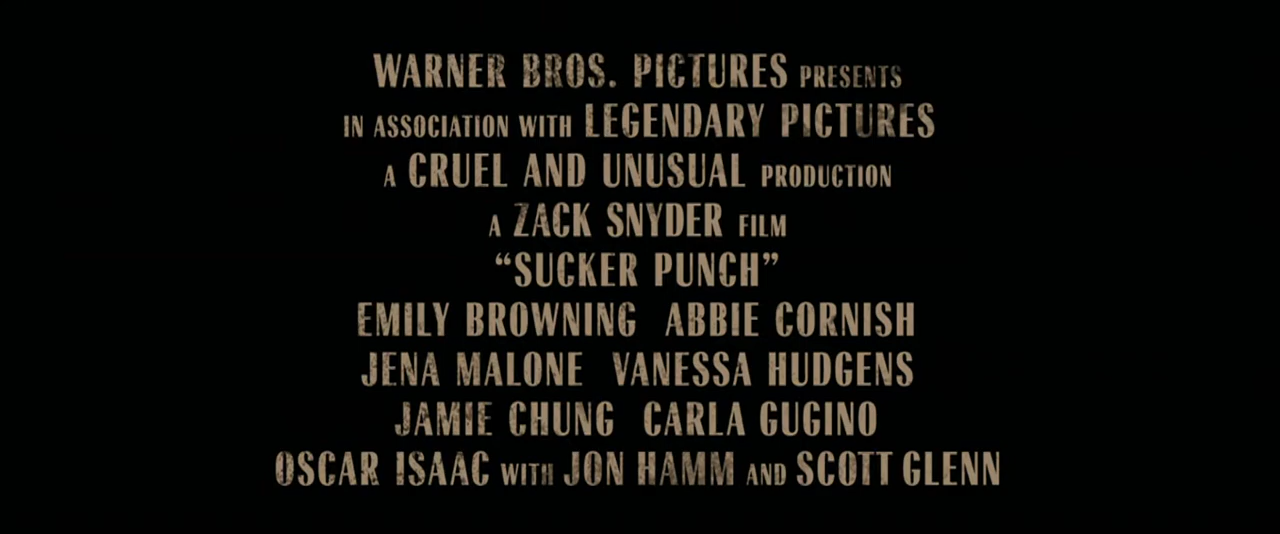 WARNER BROS. PICTURES PRESENTS
IN ASSOCIATION WITH LEGENDARY PICTURES
A CRUEL AND UNUSUAL PRODUCTION
A ZACK SNYDER FILM
“SUCKER PUNCH”
EMILY BROWNING ABBIE CORNISH
JENA MALONE VANESSA HUDGENS
JAMIE CHUNG CARLA GUGINO
OSCAR ISAAC WITH JON HAMM AND SCOTT GLENN